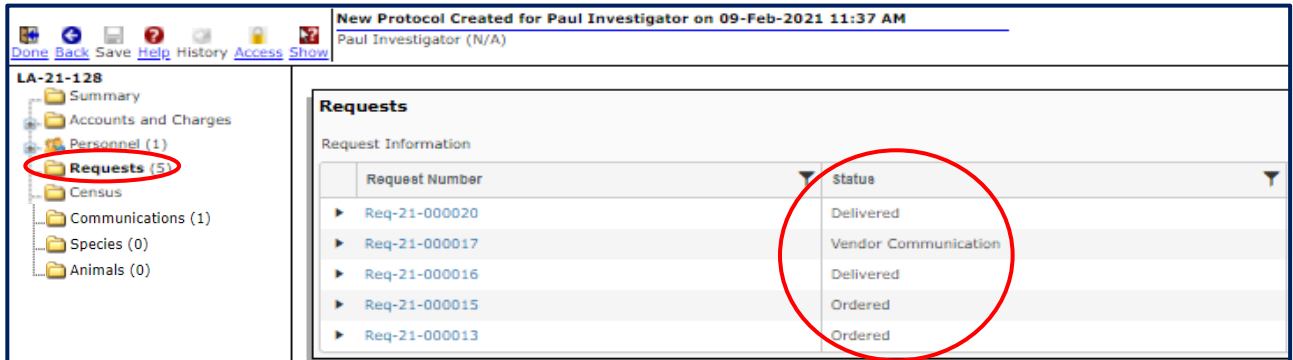 New Protocol Created for Paul Investigator on 09-Feb-2021 11:37 AM
Paul Investigator (N/A)
Done Back Save Help History Access Show
LA-21-128
Summary
Accounts and Charges
Personnel (1)
Requests (5)
Census
Communications (1)
Species (0)
Animals (0)
Requests
Request Information
Request Number Status
Req-21-000020 Delivered
Req-21-000017 Vendor Communication
Req-21-000016 Delivered
Req-21-000015 Ordered
Req-21-000013 Ordered